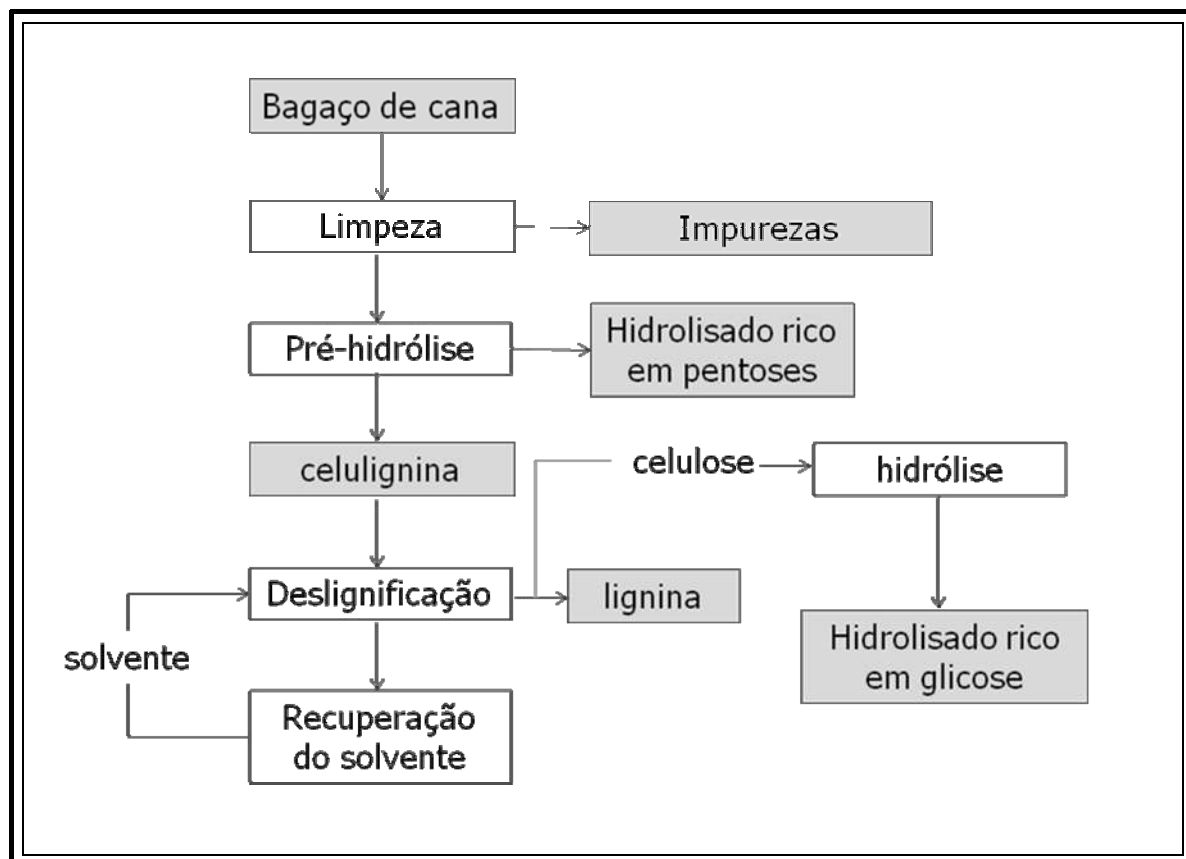 Bagaço de cana
Limpeza
Impurezas
Pré-hidrólise
Hidrolisado rico
em pentoses
celulignina
celulose
hidrólise
Deslignificação
lignina
solvente
Hidrolisado rico
em glicose
Recuperação
do solvente